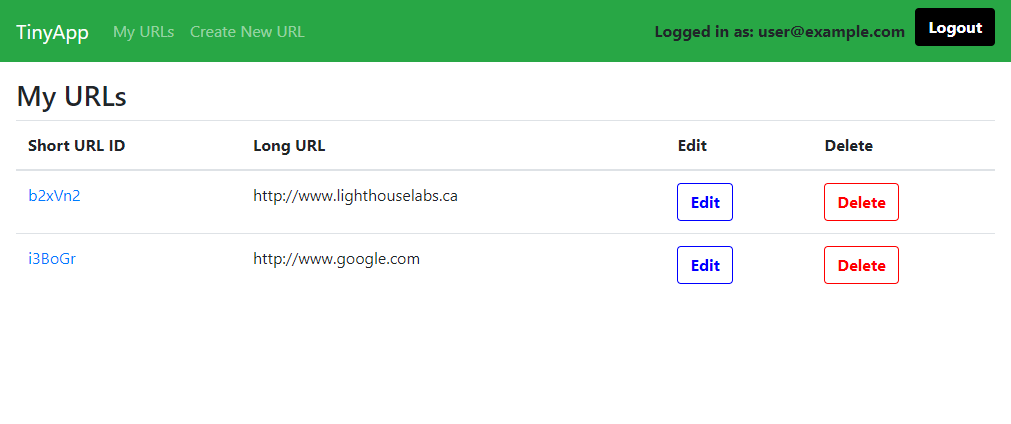 TinyApp My URLs Create New URL Logged in as: user@example.com Logout
My URLs
Short URL ID Long URL Edit Delete
b2xVn2 http://www.lighthouselabs.ca Edit Delete
i3BoGr http://www.google.com Edit Delete